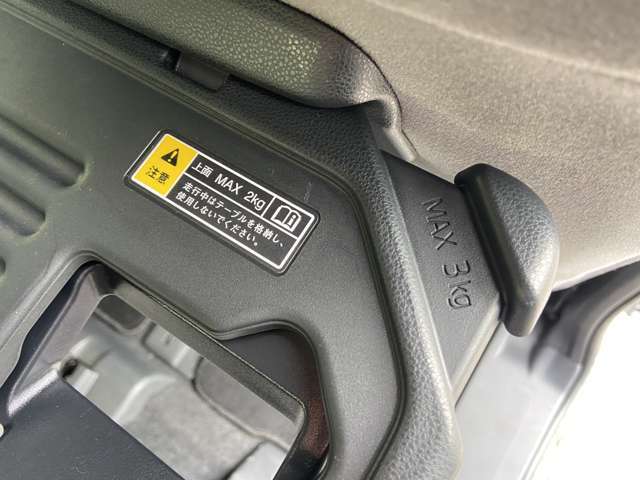 注意
上面 MAX 2kg
走行中はテーブルを格納し、
使用しないでください。
MAX 3kg